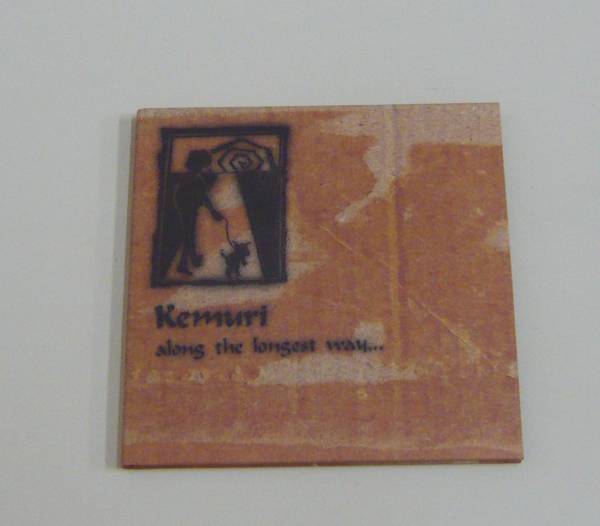 Kemuri
along the longest way...